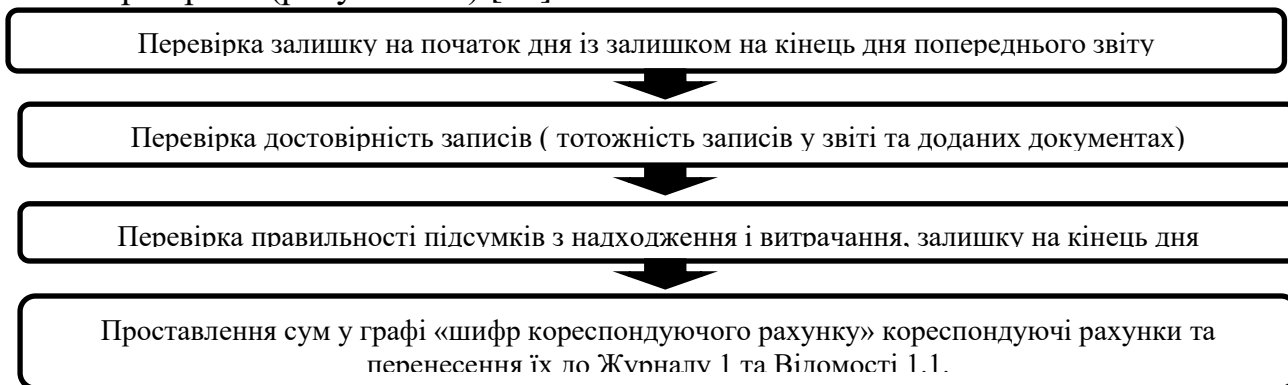 Перевірка залишку на початок дня із залишком на кінець дня попереднього звіту
Перевірка достовірність записів ( тотожність записів у звіті та доданих документах)
Перевірка правильності підсумків з надходження і витрачання, залишку на кінець дня
Проставлення сум у графі «шифр кореспондуючого рахунку» кореспондуючі рахунки та
перенесення їх до Журналу 1 та Відомості 1.1.